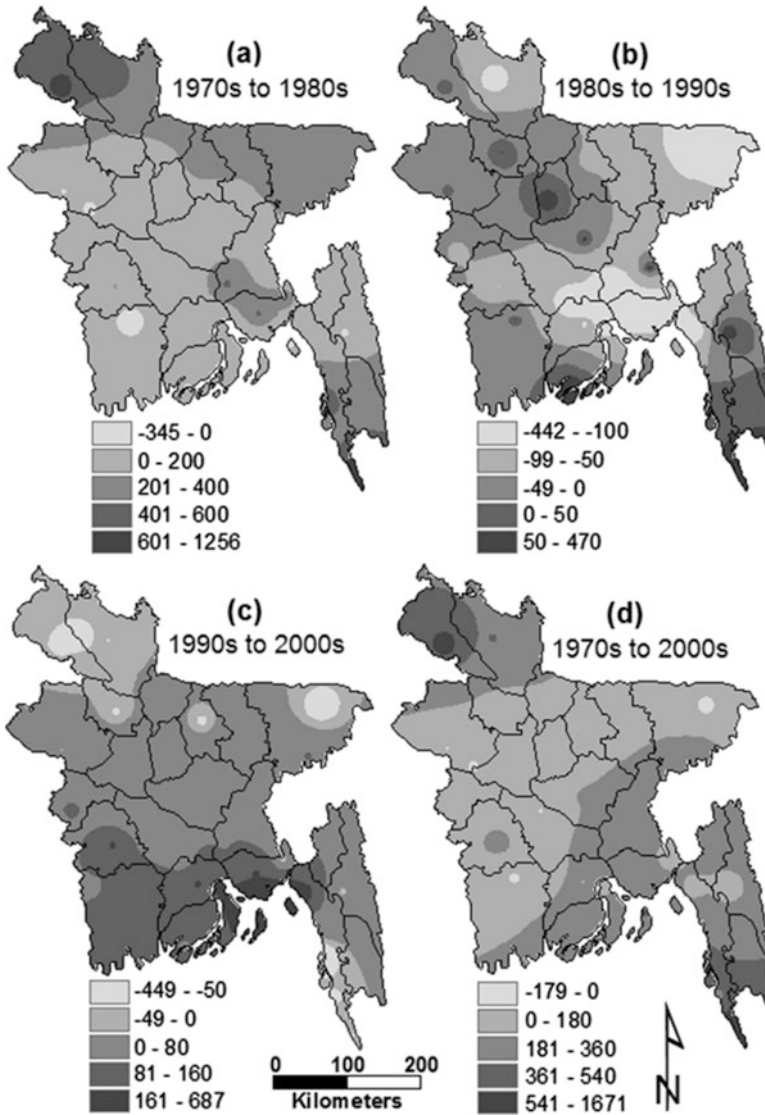 (a)
1970s to 1980s
-345 - 0
0 - 200
201 - 400
401 - 600
601 - 1256
(b)
1980s to 1990s
-442 - -100
-99 - -50
-49 - 0
0 - 50
50 - 470
(c)
1990s to 2000s
-449 - -50
-49 - 0
0 - 80
81 - 160
161 - 687
0 100 200
Kilometers
(d)
1970s to 2000s
-179 - 0
0 - 180
181 - 360
361 - 540
541 - 1671
N